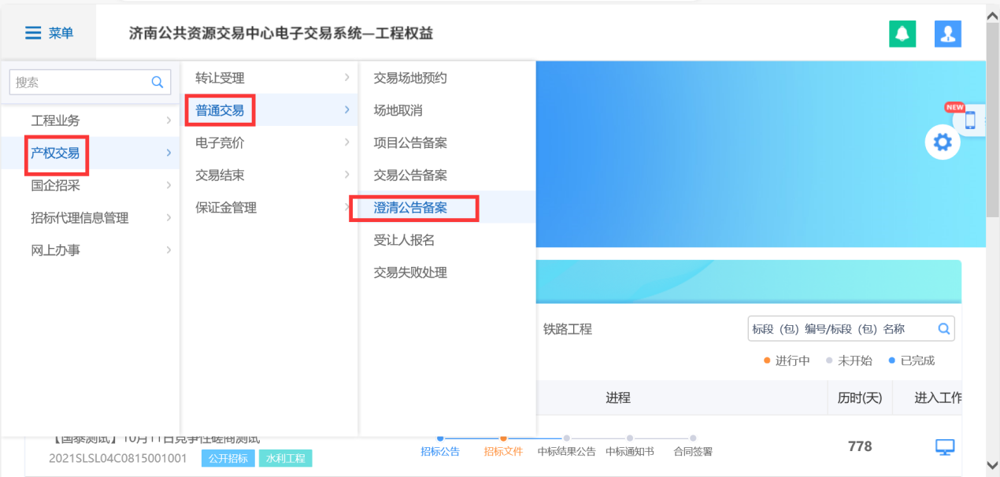 菜单
济南公共资源交易中心电子交易系统—工程权益
搜索
工程业务
产权交易
国企招采
招标代理信息管理
网上办事
转让受理
普通交易
电子竞价
交易结束
保证金管理
交易场地预约
场地取消
项目公告备案
交易公告备案
澄清公告备案
受让人报名
交易失败处理
NEW
铁路工程
标段（包）编号/标段（包）名称
进行中
未开始
已完成
进程
历时(天)
进入工作
【国泰测试】10月11日竞争性磋商测试
2021SLSL04C0815001001
公开招标
水利工程
招标公告
招标文件
中标结果公告
中标通知书
合同签署
778